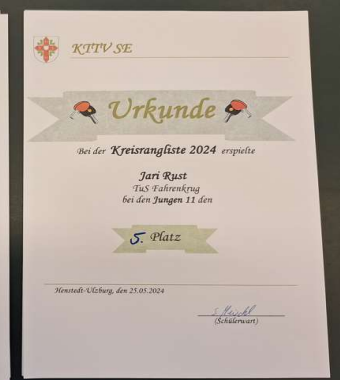 KTTV SE
Urkunde
Bei der Kreisrangliste 2024 erspielte
Jari Rust
TuS Fahrenkrug
bei den Jungen 11 den
5. Platz
Henstedt-Ulzburg, den 25.05.2024
(Schülerwart)